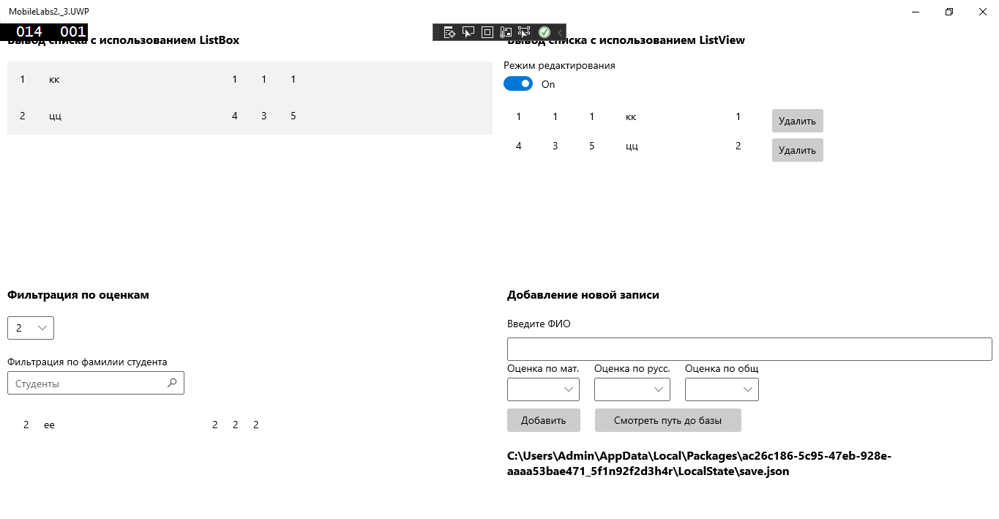 MobileLabs2._3.UWP
014 001
Вывод списка с использованием ListBox
1 кк 1 1 1
2 цц 4 3 5
Вывод списка с использованием ListView
Режим редактирования
On
1 1 1 кк 1 Удалить
4 3 5 цц 2 Удалить
Фильтрация по оценкам
2
Фильтрация по фамилии студента
Студенты
2 ее 2 2 2
Добавление новой записи
Введите ФИО
Оценка по мат. Оценка по русс. Оценка по общ
Добавить Смотреть путь до базы
C:\Users\Admin\AppData\Local\Packages\ac26c186-5c95-47eb-928e-
aaaa53bae471_5f1n92f2d3h4r\LocalState\save.json